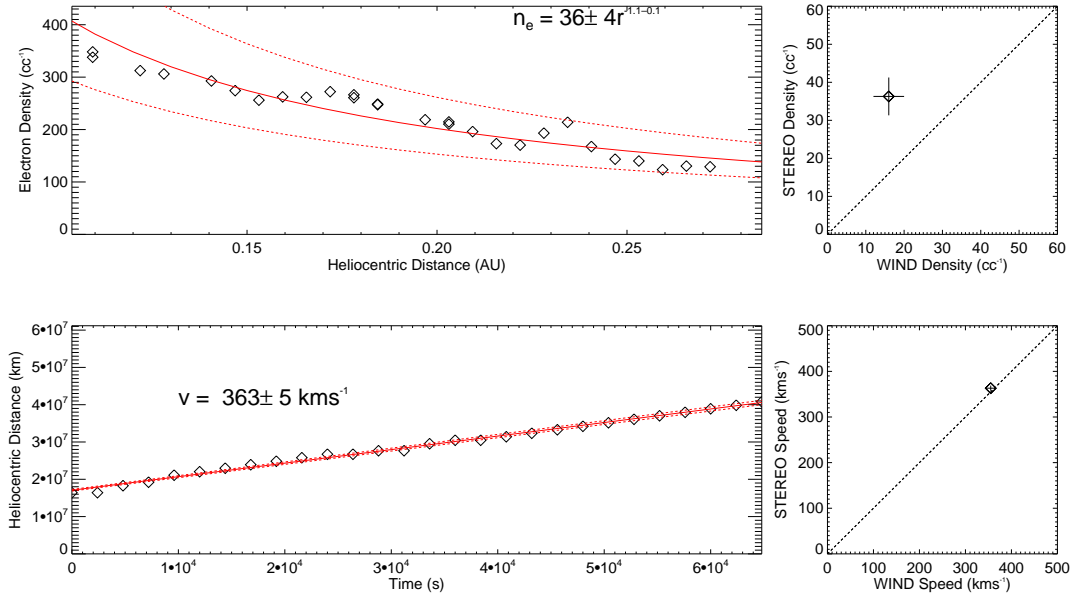 n_e = 36± 4r^-1.1-0.1
400
300
200
100
0
Electron Density (cc⁻¹)
0.15 0.20 0.25
Heliocentric Distance (AU)
60
50
40
30
20
10
0
STEREO Density (cc⁻¹)
0 10 20 30 40 50 60
WIND Density (cc⁻¹)
v = 363± 5 kms⁻¹
6•10⁷
5•10⁷
4•10⁷
3•10⁷
2•10⁷
1•10⁷
0
Heliocentric Distance (km)
0 1•10⁴ 2•10⁴ 3•10⁴ 4•10⁴ 5•10⁴ 6•10⁴
Time (s)
500
400
300
200
100
0
STEREO Speed (kms⁻¹)
0 100 200 300 400 500
WIND Speed (kms⁻¹)